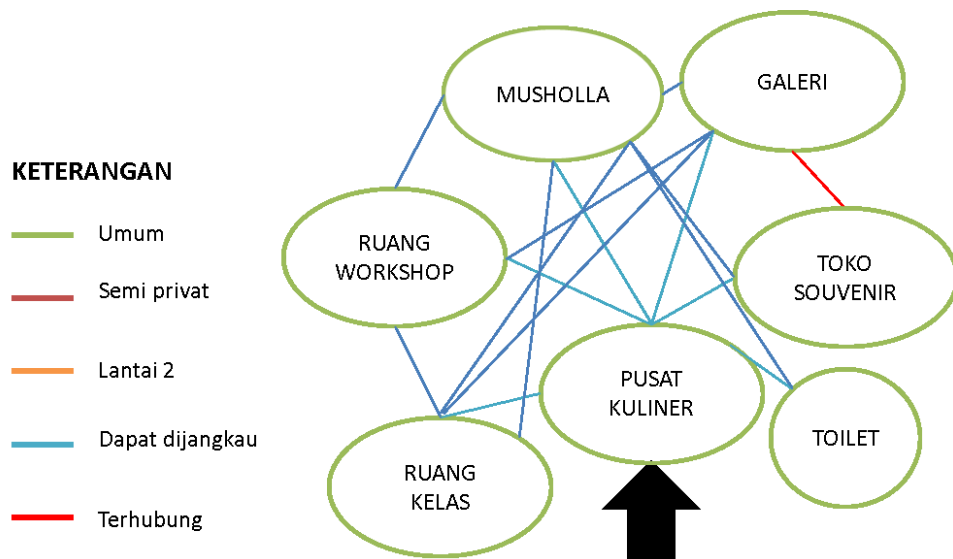 MUSHOLLA
GALERI
KETERANGAN
Umum
Semi privat
Lantai 2
Dapat dijangkau
Terhubung
RUANG
WORKSHOP
TOKO
SOUVENIR
PUSAT
KULINER
TOILET
RUANG
KELAS